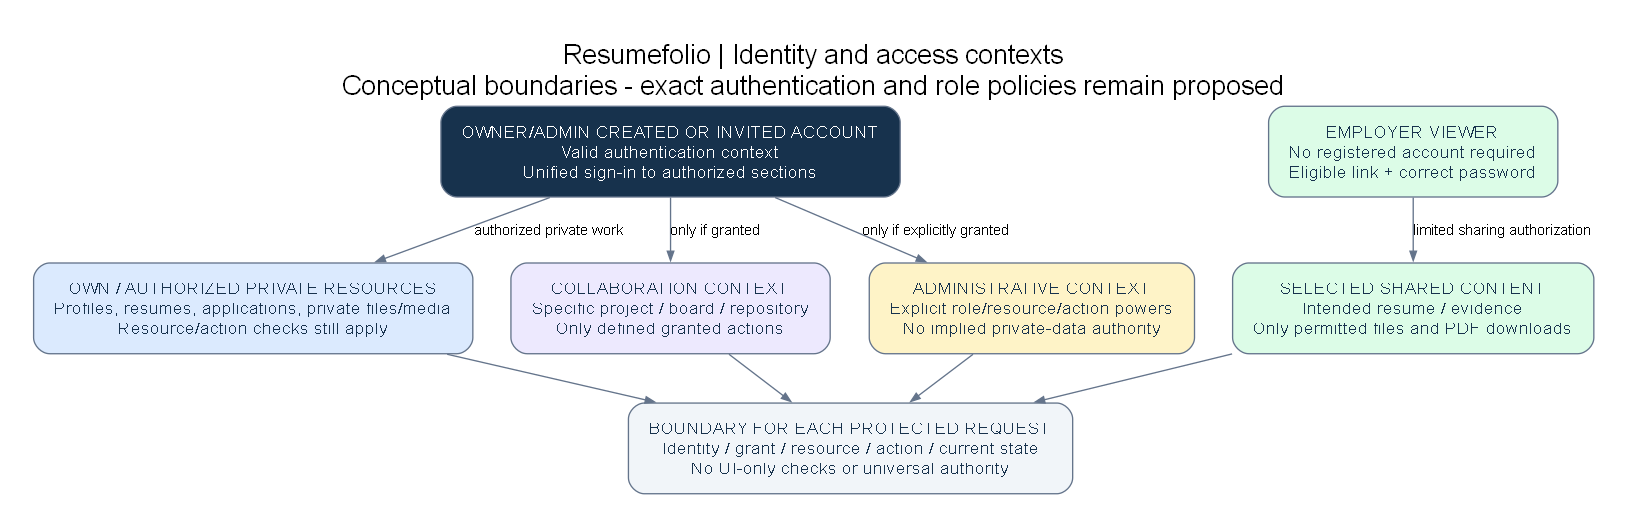 Resumefolio | Identity and access contexts
Conceptual boundaries - exact authentication and role policies remain proposed
OWNER/ADMIN CREATED OR INVITED ACCOUNT
Valid authentication context
Unified sign-in to authorized sections
EMPLOYER VIEWER
No registered account required
Eligible link + correct password
authorized private work
only if granted
only if explicitly granted
limited sharing authorization
OWN / AUTHORIZED PRIVATE RESOURCES
Profiles, resumes, applications, private files/media
Resource/action checks still apply
COLLABORATION CONTEXT
Specific project / board / repository
Only defined granted actions
ADMINISTRATIVE CONTEXT
Explicit role/resource/action powers
No implied private-data authority
SELECTED SHARED CONTENT
Intended resume / evidence
Only permitted files and PDF downloads
BOUNDARY FOR EACH PROTECTED REQUEST
Identity / grant / resource / action / current state
No UI-only checks or universal authority